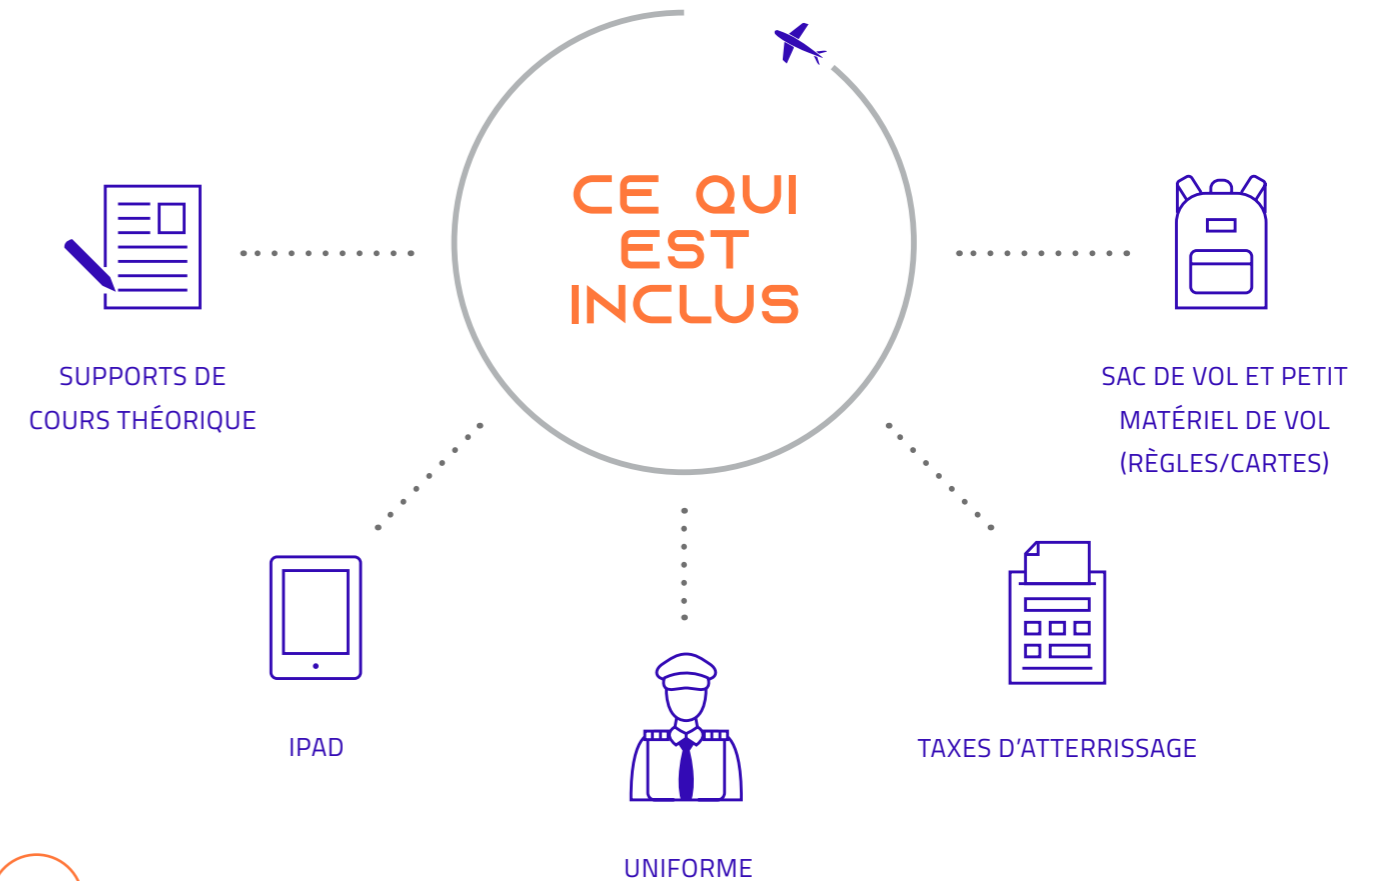 CE QUI
EST
INCLUS
SUPPORTS DE
COURS THÉORIQUE
IPAD
UNIFORME
TAXES D'ATTERRISSAGE
SAC DE VOL ET PETIT
MATÉRIEL DE VOL
(RÈGLES/CARTES)